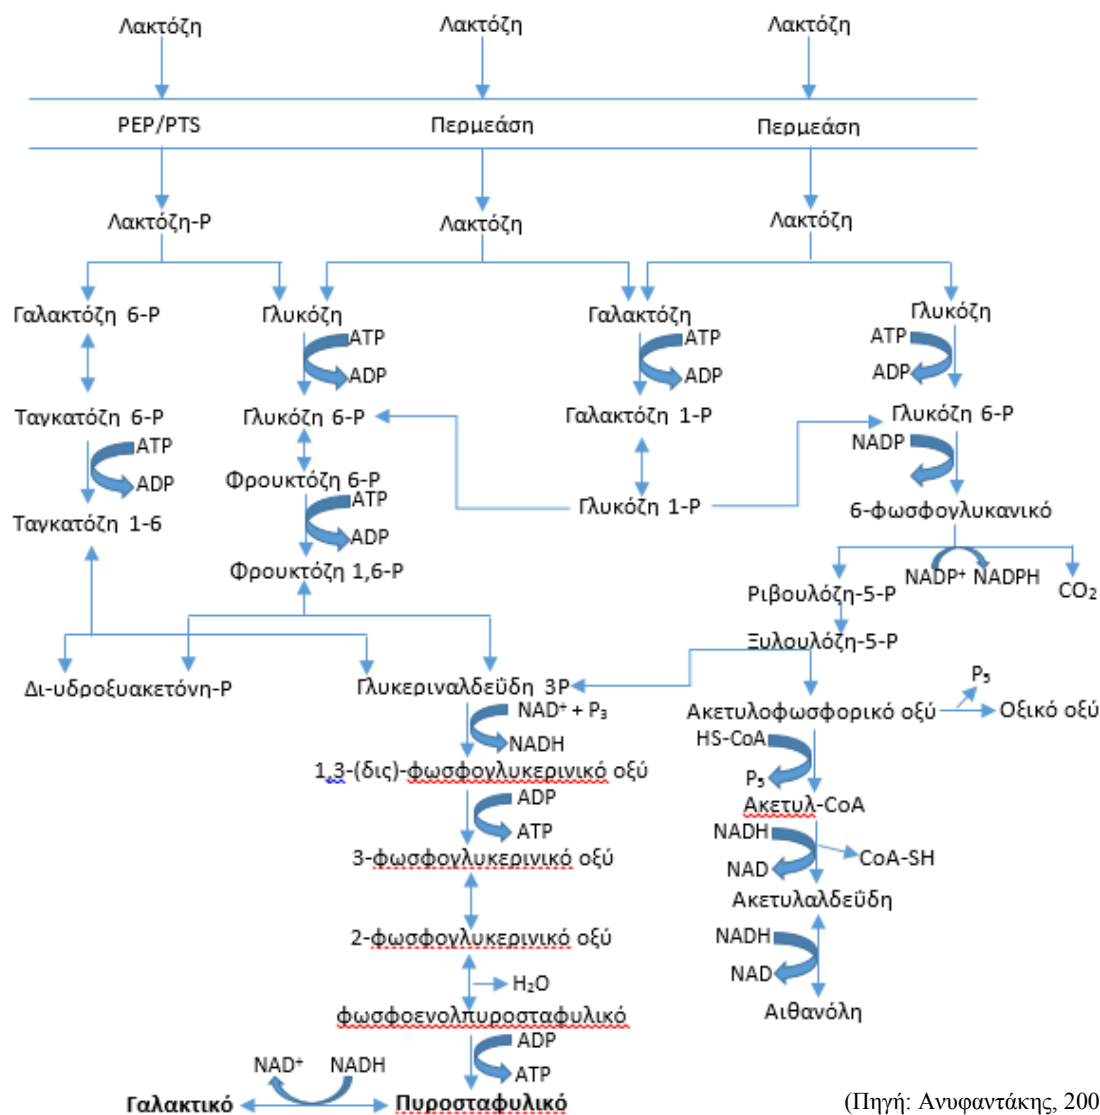 Λακτόζη Λακτόζη Λακτόζη
PEP/PTS Περμεάση Περμεάση
Λακτόζη-P Λακτόζη Λακτόζη
Γαλακτόζη 6-P Γλυκόζη Γαλακτόζη Γλυκόζη
ATP ATP ATP
ADP ADP ADP
Ταγκατόζη 6-P Γλυκόζη 6-P Γαλακτόζη 1-P Γλυκόζη 6-P
ATP NADP
ADP Φρουκτόζη 6-P
ATP
Ταγκατόζη 1-6 Γλυκόζη 1-P 6-φωσφογλυκανικό
ADP
Φρουκτόζη 1,6-P
NADP⁺ NADPH
Ριβουλόζη-5-P CO₂
Ξυλουλόζη-5-P
Δι-υδροξυακετόνη-P Γλυκεριναλδεΰδη 3P P₅
NAD⁺ + P₃ Ακετυλοφωσφορικό οξύ Οξικό οξύ
NADH HS-CoA
1,3-(δις)-φωσφογλυκερινικό οξύ P₅
ADP Ακετυλ-CoA
ATP NADH
3-φωσφογλυκερινικό οξύ CoA-SH
NAD
Ακετυλαλδεΰδη
2-φωσφογλυκερινικό οξύ NADH
H₂O NAD
φωσφοενολπυροσταφυλικό Αιθανόλη
ADP
NAD⁺ NADH ATP
Γαλακτικό Πυροσταφυλικό (Πηγή: Ανυφαντάκης, 200